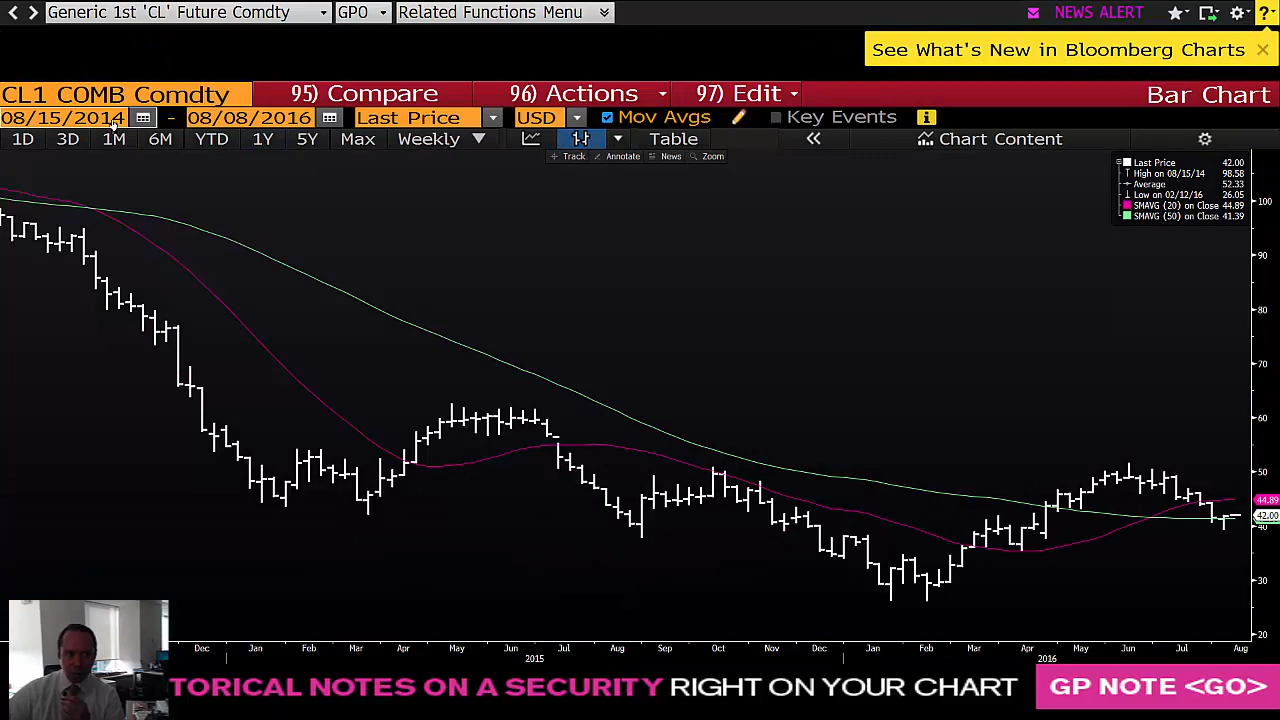 Generic 1st 'CL' Future Comdty GPO Related Functions Menu NEWS ALERT ?
See What's New in Bloomberg Charts ×
CL1 COMB Comdty 95) Compare 96) Actions 97) Edit Bar Chart
08/15/2014 - 08/08/2016 Last Price USD Mov Avgs Key Events
1D 3D 1M 6M YTD 1Y 5Y Max Weekly Table Chart Content
Track Annotate News Zoom
Last Price 42.00
High on 08/15/14 98.58
Average 52.33
Low on 02/12/16 26.05
SMAVG (20) on Close 44.89
SMAVG (50) on Close 41.39
100
90
80
70
60
50
44.89
42.00
40
30
20
Dec Jan Feb Mar Apr May Jun Jul Aug Sep Oct Nov Dec Jan Feb Mar Apr May Jun Jul Aug
2015 2016
TORICAL NOTES ON A SECURITY RIGHT ON YOUR CHART GP NOTE <GO>